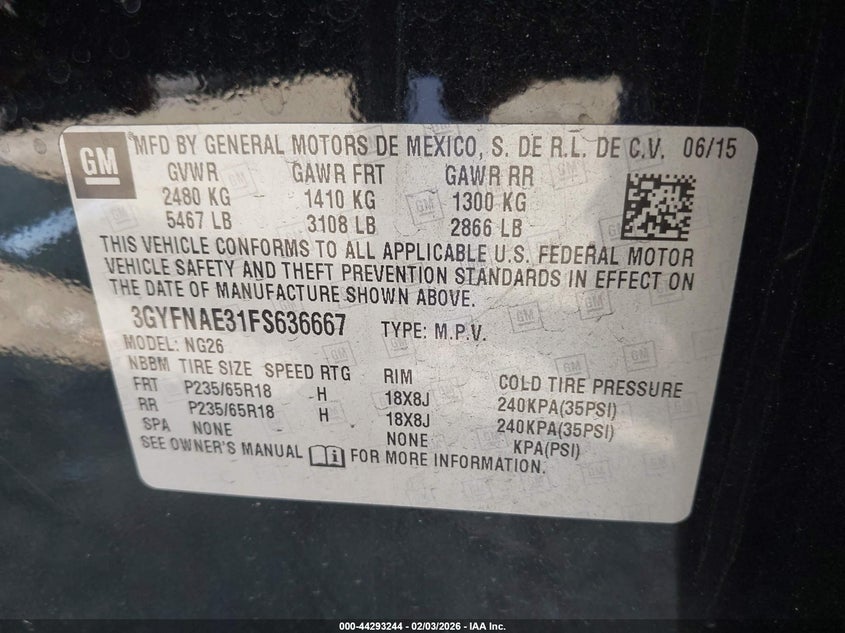 GM
MFD BY GENERAL MOTORS DE MEXICO, S. DE R.L. DE C.V. 06/15
GVWR GAWR FRT GAWR RR
2480 KG 1410 KG 1300 KG
5467 LB 3108 LB 2866 LB
THIS VEHICLE CONFORMS TO ALL APPLICABLE U.S. FEDERAL MOTOR
VEHICLE SAFETY AND THEFT PREVENTION STANDARDS IN EFFECT ON
THE DATE OF MANUFACTURE SHOWN ABOVE.
3GYFNAE31FS636667 TYPE: M.P.V.
MODEL: NG26
NBBM TIRE SIZE SPEED RTG RIM COLD TIRE PRESSURE
FRT P235/65R18 H 18X8J 240KPA(35PSI)
RR P235/65R18 H 18X8J 240KPA(35PSI)
SPA NONE NONE KPA(PSI)
SEE OWNER'S MANUAL FOR MORE INFORMATION.
000-44293244 - 02/03/2026 - IAA Inc.